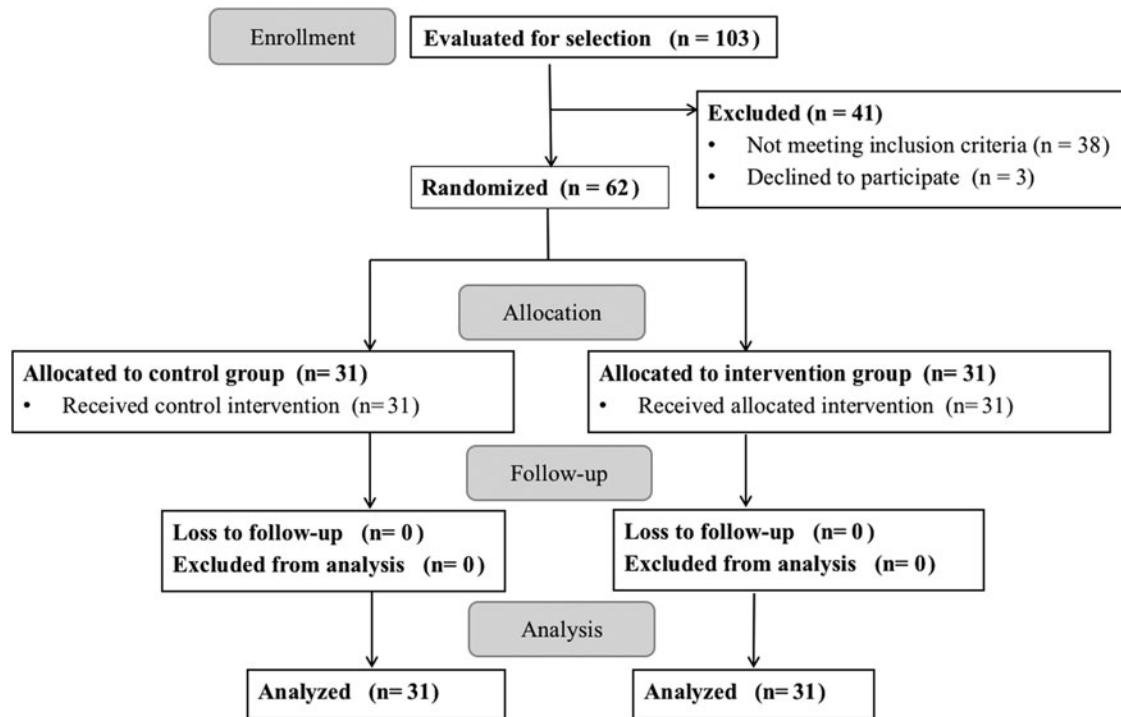 Enrollment
Evaluated for selection (n = 103)
Excluded (n = 41)
• Not meeting inclusion criteria (n = 38)
• Declined to participate (n = 3)
Randomized (n = 62)
Allocation
Allocated to control group (n= 31)
• Received control intervention (n= 31)
Allocated to intervention group (n= 31)
• Received allocated intervention (n= 31)
Follow-up
Loss to follow-up (n= 0)
Excluded from analysis (n= 0)
Loss to follow-up (n= 0)
Excluded from analysis (n= 0)
Analysis
Analyzed (n= 31)
Analyzed (n= 31)